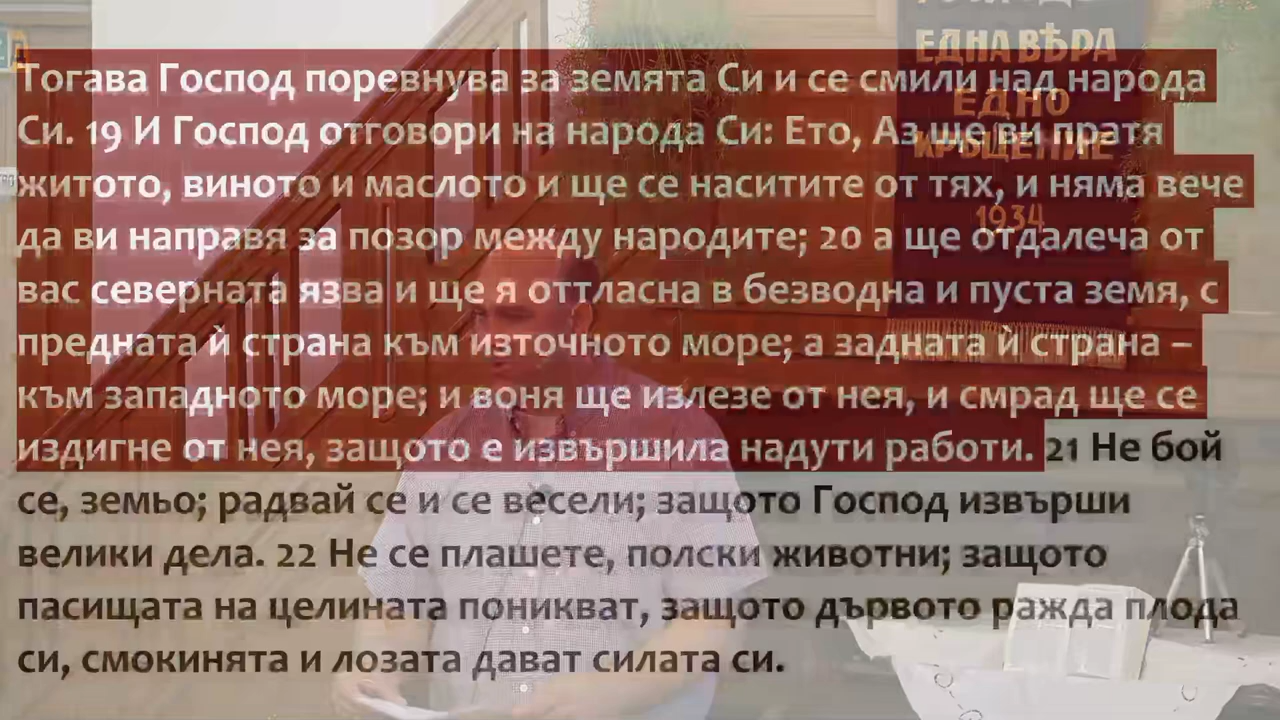 ЕДНА ВѢРА
ЕДНО
КРЪЩЕНИЕ
1934
Тогава Господ поревнува за земята Си и се смили над народа
Си. 19 И Господ отговори на народа Си: Ето, Аз ще ви пратя
житото, виното и маслото и ще се наситите от тях, и няма вече
да ви направя за позор между народите; 20 а ще отдалеча от
вас северната язва и ще я оттласна в безводна и пуста земя, с
предната ѝ страна към източното море; а задната ѝ страна –
към западното море; и воня ще излезе от нея, и смрад ще се
издигне от нея, защото е извършила надути работи. 21 Не бой
се, земьо; радвай се и се весели; защото Господ извърши
велики дела. 22 Не се плашете, полски животни; защото
пасищата на целината поникват, защото дървото ражда плода
си, смокинята и лозата дават силата си.